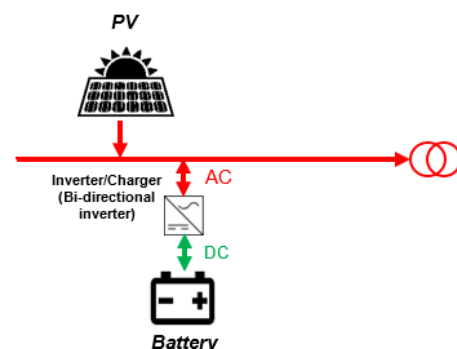 PV
Inverter/Charger
(Bi-directional
inverter)
AC
DC
Battery